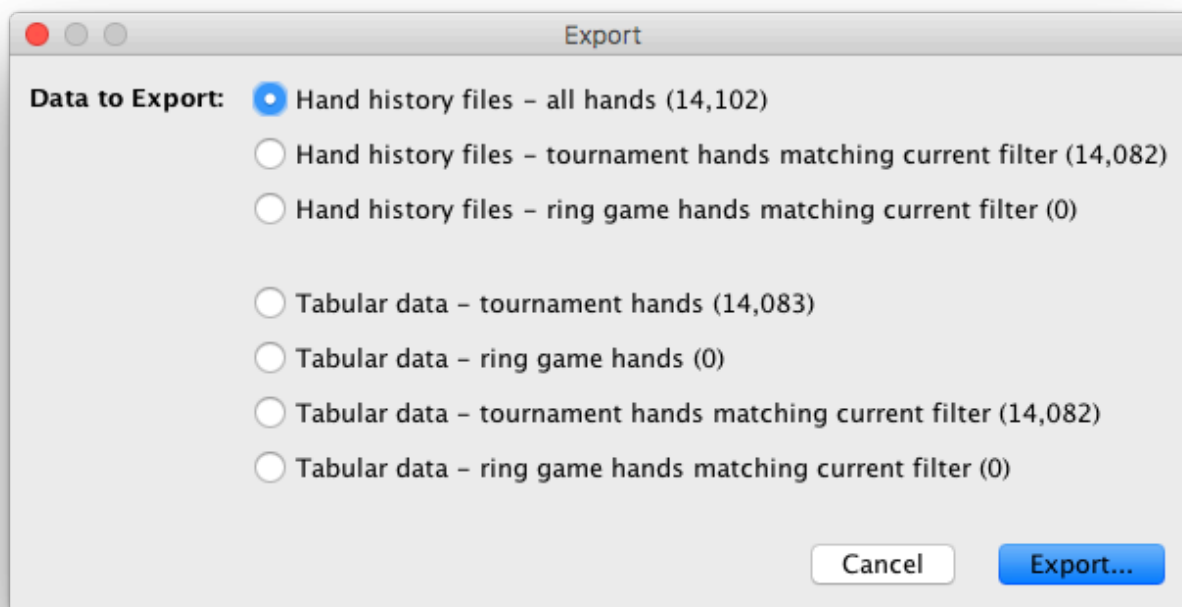 Export
Data to Export:
Hand history files – all hands (14,102)
Hand history files – tournament hands matching current filter (14,082)
Hand history files – ring game hands matching current filter (0)
Tabular data – tournament hands (14,083)
Tabular data – ring game hands (0)
Tabular data – tournament hands matching current filter (14,082)
Tabular data – ring game hands matching current filter (0)
Cancel
Export...